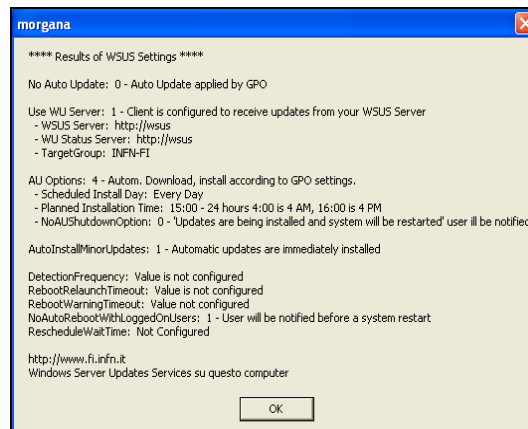 morgana
**** Results of WSUS Settings ****
No Auto Update: 0 - Auto Update applied by GPO
Use WU Server: 1 - Client is configured to receive updates from your WSUS Server
- WSUS Server: http://wsus
- WU Status Server: http://wsus
- TargetGroup: INFN-FI
AU Options: 4 - Autom. Download, install according to GPO settings.
- Scheduled Install Day: Every Day
- Planned Installation Time: 15:00 - 24 hours 4:00 is 4 AM, 16:00 is 4 PM
- NoAUShutdownOption: 0 - 'Updates are being installed and system will be restarted' user ill be notified
AutoInstallMinorUpdates: 1 - Automatic updates are immediately installed
DetectionFrequency: Value is not configured
RebootRelaunchTimeout: Value is not configured
RebootWarningTimeout: Value not configured
NoAutoRebootWithLoggedOnUsers: 1 - User will be notified before a system restart
RescheduleWaitTime: Not Configured
http://www.fi.infn.it
Windows Server Updates Services su questo computer
OK